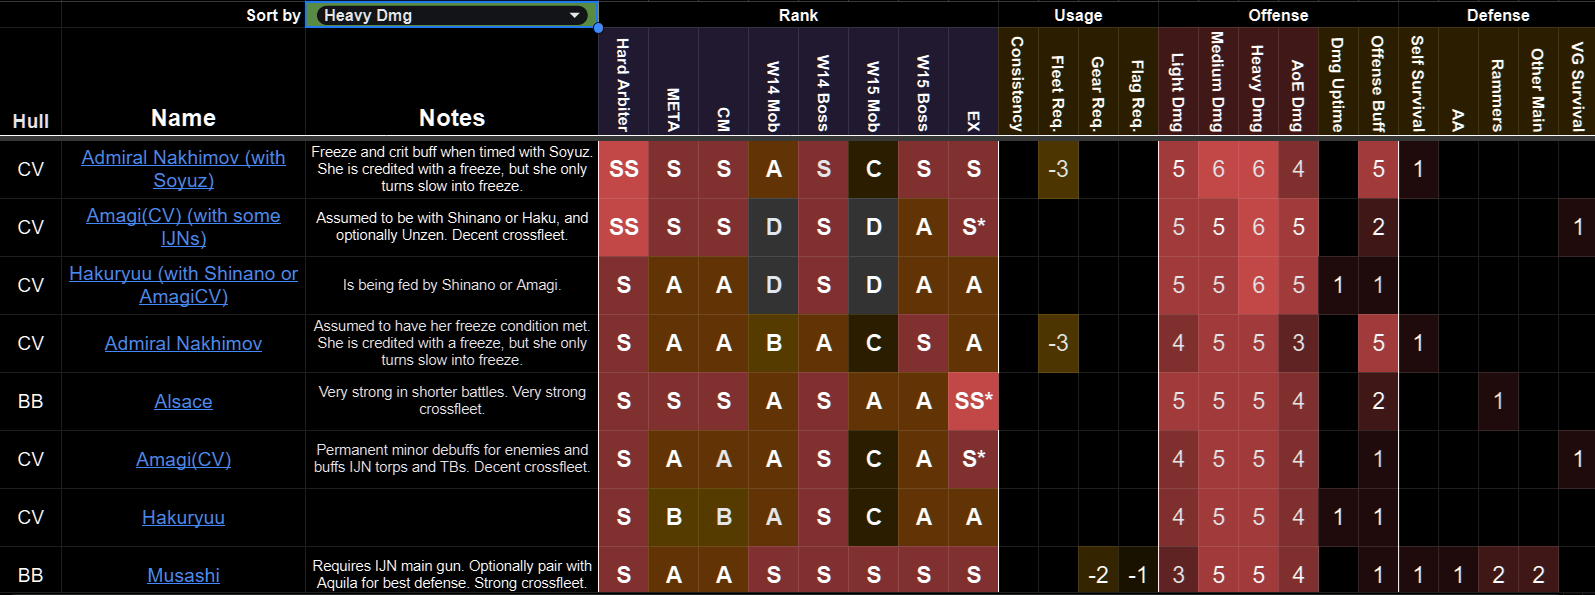 Sort by Heavy Dmg Rank Usage Offense Defense
Hull Name Notes Hard Arbiter META CM W14 Mob W14 Boss W15 Mob W15 Boss EX Consistency Fleet Req. Gear Req. Flag Req. Light Dmg Medium Dmg Heavy Dmg AoE Dmg Dmg Uptime Offense Buff Self Survival AA Rammers Other Main VG Survival
CV
Admiral Nakhimov (with
Soyuz)
Freeze and crit buff when timed with Soyuz.
She is credited with a freeze, but she only
turns slow into freeze.
SS S S A S C S S -3 5 6 6 4 5 1
CV
Amagi(CV) (with some
IJNs)
Assumed to be with Shinano or Haku, and
optionally Unzen. Decent crossfleet.
SS S S D S D A S* 5 5 6 5 2 1
CV
Hakuryuu (with Shinano or
AmagiCV)
Is being fed by Shinano or Amagi.
S A A D S D A A 5 5 6 5 1 1
CV
Admiral Nakhimov
Assumed to have her freeze condition met.
She is credited with a freeze, but she only
turns slow into freeze.
S A A B A C S A -3 4 5 5 3 5 1
BB
Alsace
Very strong in shorter battles. Very strong
crossfleet.
S S S A S A A SS* 5 5 5 4 2 1
CV
Amagi(CV)
Permanent minor debuffs for enemies and
buffs IJN torps and TBs. Decent crossfleet.
S A A A S C A S* 4 5 5 4 1 1
CV
Hakuryuu
S B B A S C A A 4 5 5 4 1 1
BB
Musashi
Requires IJN main gun. Optionally pair with
Aquila for best defense. Strong crossfleet.
S A A S S S S S -2 -1 3 5 5 4 1 1 1 2 2